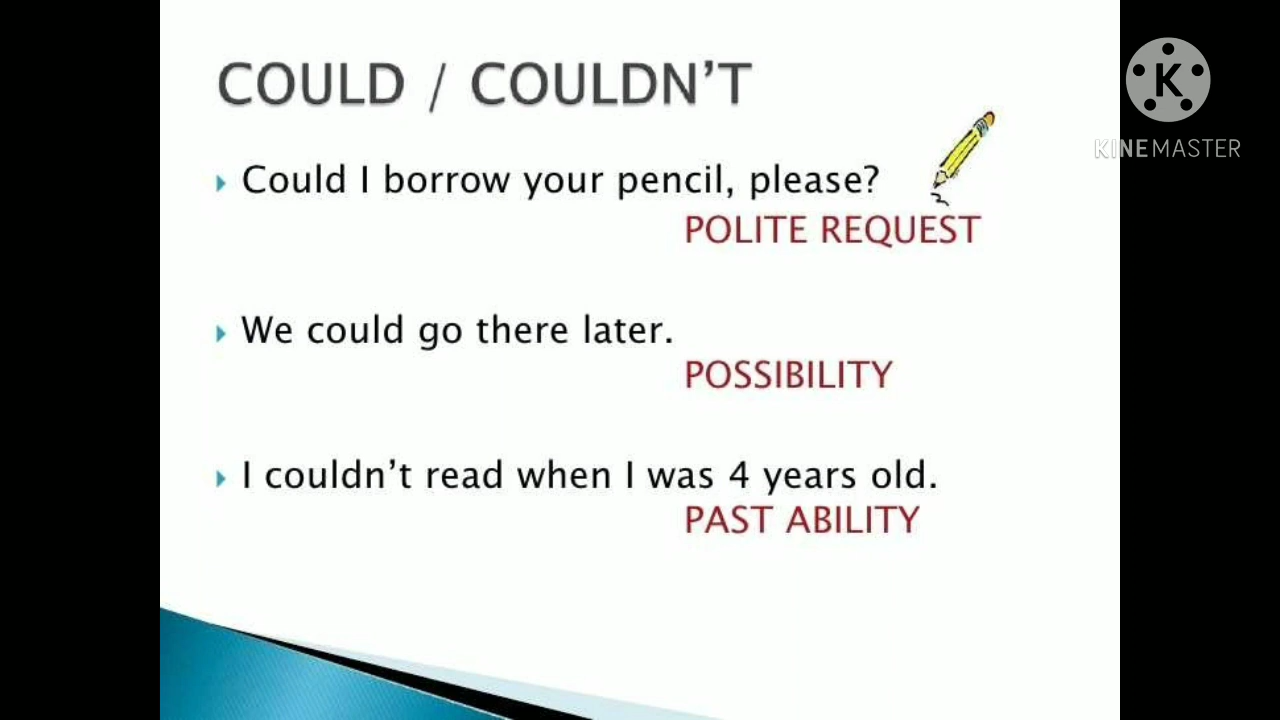 COULD / COULDN’T
Could I borrow your pencil, please?
POLITE REQUEST
We could go there later.
POSSIBILITY
I couldn’t read when I was 4 years old.
PAST ABILITY
K
KINEMASTER